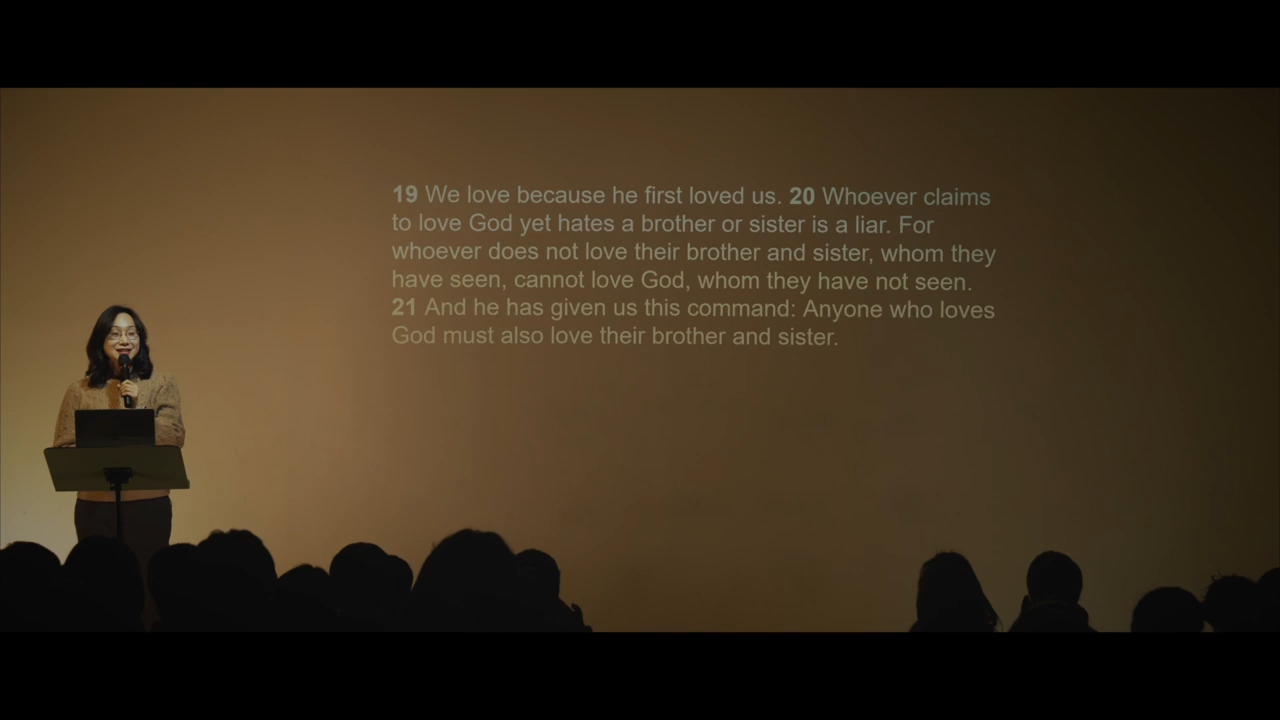 19 We love because he first loved us. 20 Whoever claims
to love God yet hates a brother or sister is a liar. For
whoever does not love their brother and sister, whom they
have seen, cannot love God, whom they have not seen.
21 And he has given us this command: Anyone who loves
God must also love their brother and sister.